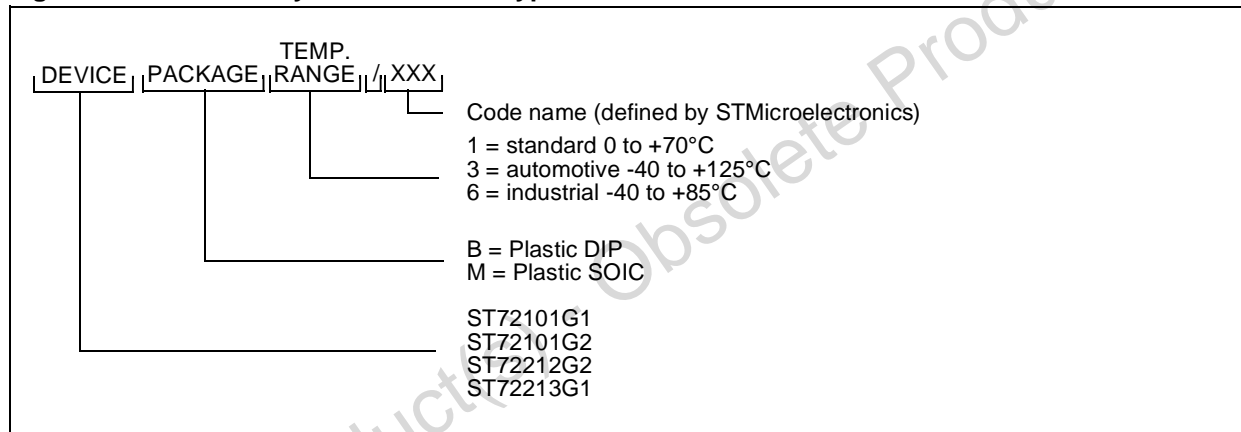 TEMP.
DEVICE PACKAGE RANGE / XXX
Code name (defined by STMicroelectronics)
1 = standard 0 to +70°C
3 = automotive -40 to +125°C
6 = industrial -40 to +85°C
B = Plastic DIP
M = Plastic SOIC
ST72101G1
ST72101G2
ST72212G2
ST72213G1
Obsolete